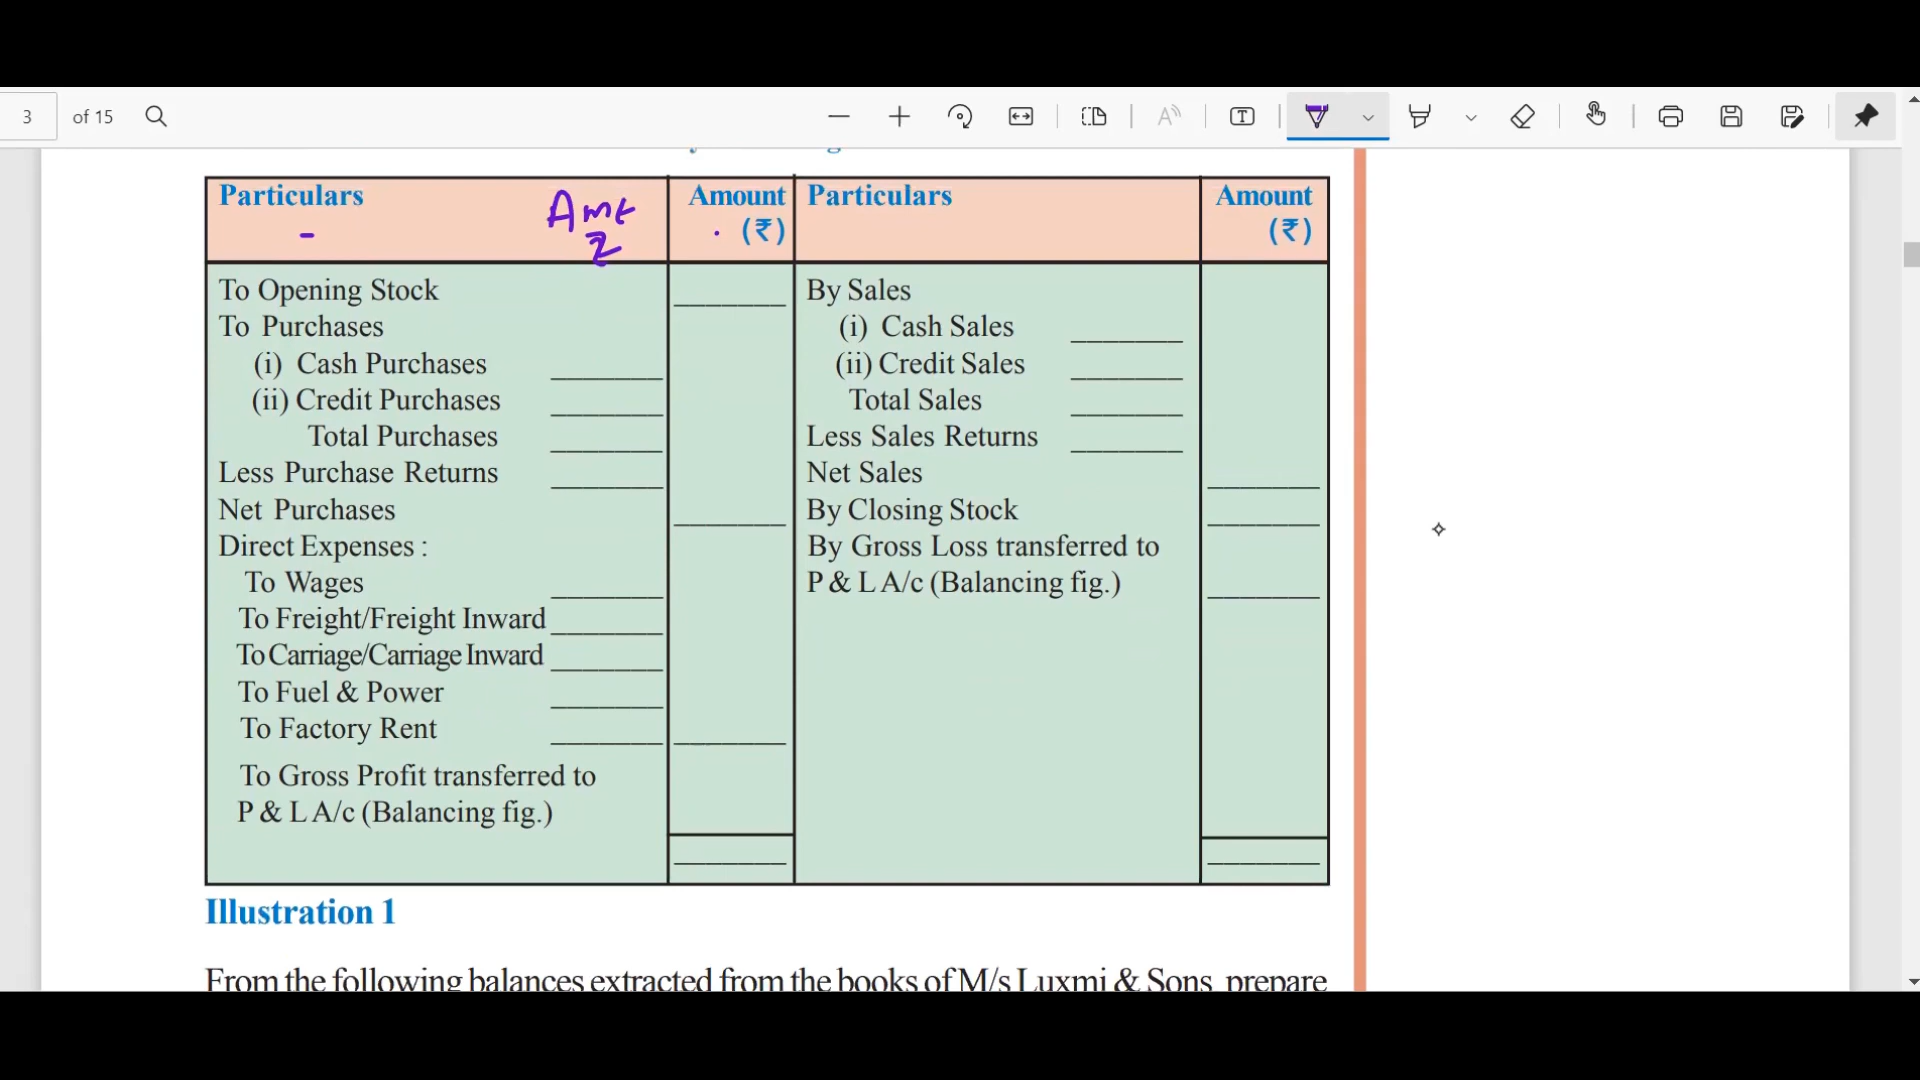 3 of 15
Particulars Amt Amount Particulars Amount
(₹) (₹)
To Opening Stock By Sales
To Purchases (i) Cash Sales
(i) Cash Purchases (ii) Credit Sales
(ii) Credit Purchases Total Sales
Total Purchases Less Sales Returns
Less Purchase Returns Net Sales
Net Purchases By Closing Stock
Direct Expenses : By Gross Loss transferred to
To Wages P & L A/c (Balancing fig.)
To Freight/Freight Inward
To Carriage/Carriage Inward
To Fuel & Power
To Factory Rent
To Gross Profit transferred to
P & L A/c (Balancing fig.)
Illustration 1
From the following balances extracted from the books of M/s Luxmi & Sons, prepare